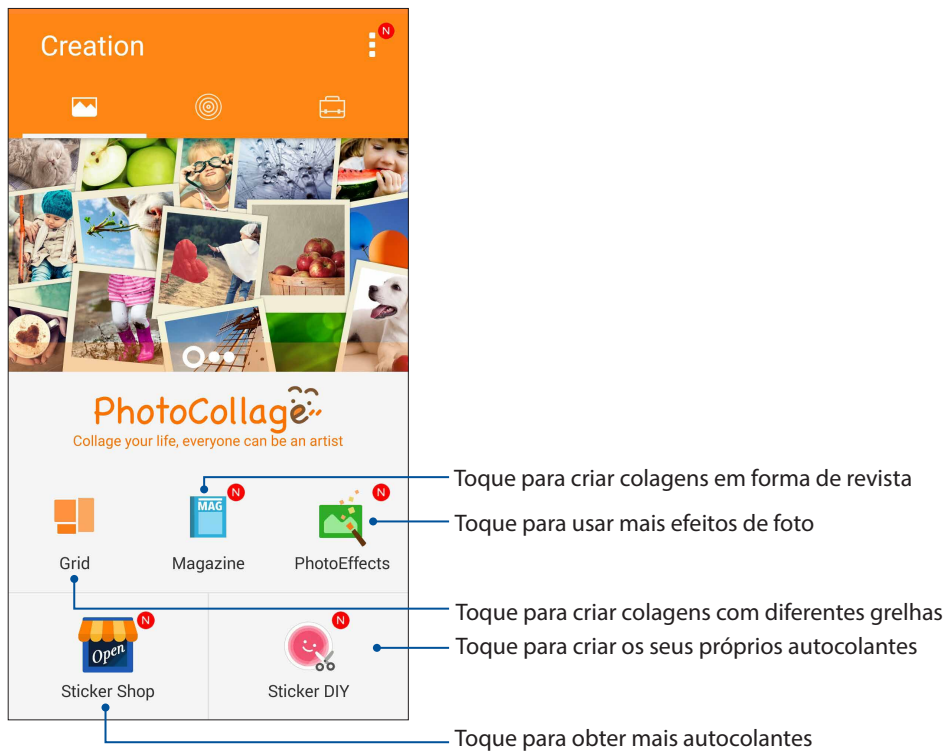 Creation
N
PhotoCollage
Collage your life, everyone can be an artist
N
N
MAG
Grid
Magazine
PhotoEffects
N
N
Open
Sticker Shop
Sticker DIY
Toque para criar colagens em forma de revista
Toque para usar mais efeitos de foto
Toque para criar colagens com diferentes grelhas
Toque para criar os seus próprios autocolantes
Toque para obter mais autocolantes